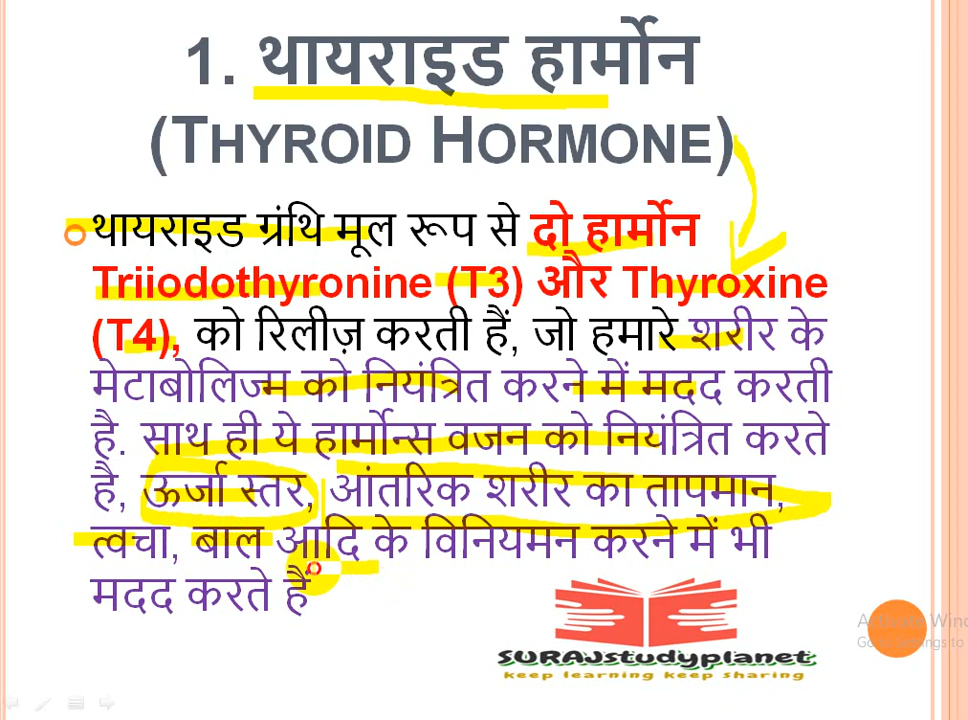 1. थायराइड हार्मोन
(THYROID HORMONE)
थायराइड ग्रंथि मूल रूप से दो हार्मोन
Triiodothyronine (T3) और Thyroxine
(T4), को रिलीज़ करती हैं, जो हमारे शरीर के
मेटाबोलिज्म को नियंत्रित करने में मदद करती
है. साथ ही ये हार्मोन्स वजन को नियंत्रित करते
है, ऊर्जा स्तर, आंतरिक शरीर का तापमान,
त्वचा, बाल आदि के विनियमन करने में भी
मदद करते हैं
SURAJstudyplanet
keep learning keep sharing